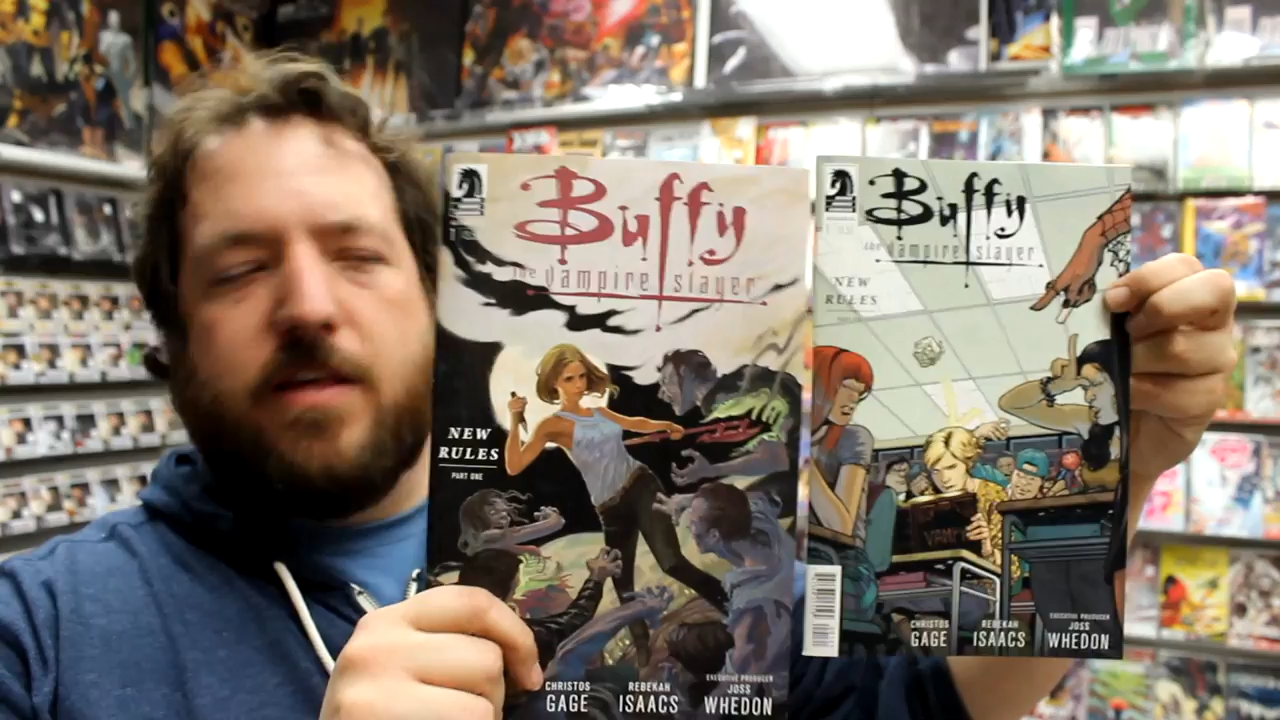 Buffy
the vampire slayer
NEW
RULES
PART ONE
CHRISTOS
GAGE
REBEKAH
ISAACS
EXECUTIVE PRODUCER
JOSS
WHEDON
Buffy
the vampire slayer
NEW
RULES
VAMP
CHRISTOS
GAGE
REBEKAH
ISAACS
EXECUTIVE PRODUCER
JOSS
WHEDON